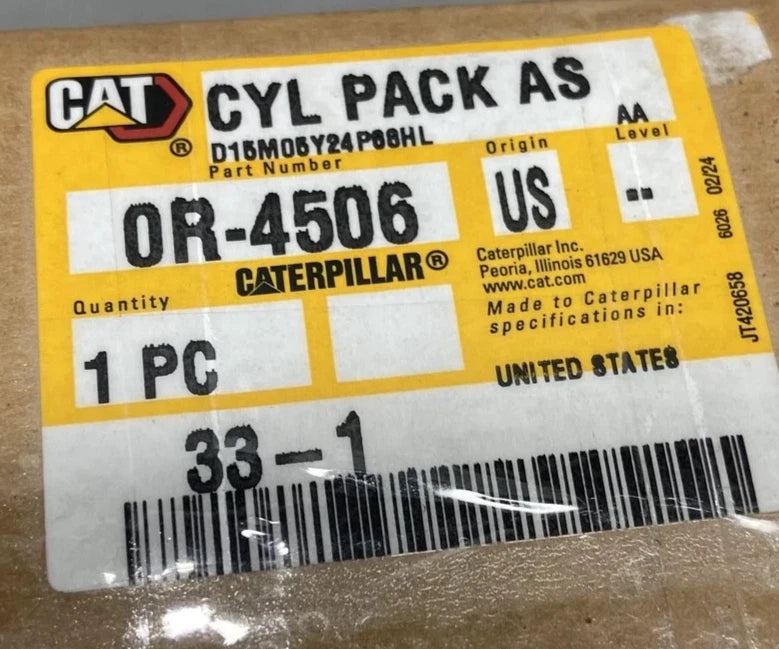 CAT®
CYL PACK AS
D15M05Y24P68HL
AA
Part Number
Origin
Level
0R-4506
US
--
CATERPILLAR®
Caterpillar Inc.
Peoria, Illinois 61629 USA
www.cat.com
Made to Caterpillar
specifications in:
Quantity
1 PC
UNITED STATES
33-1
JT420658 6026 02/24